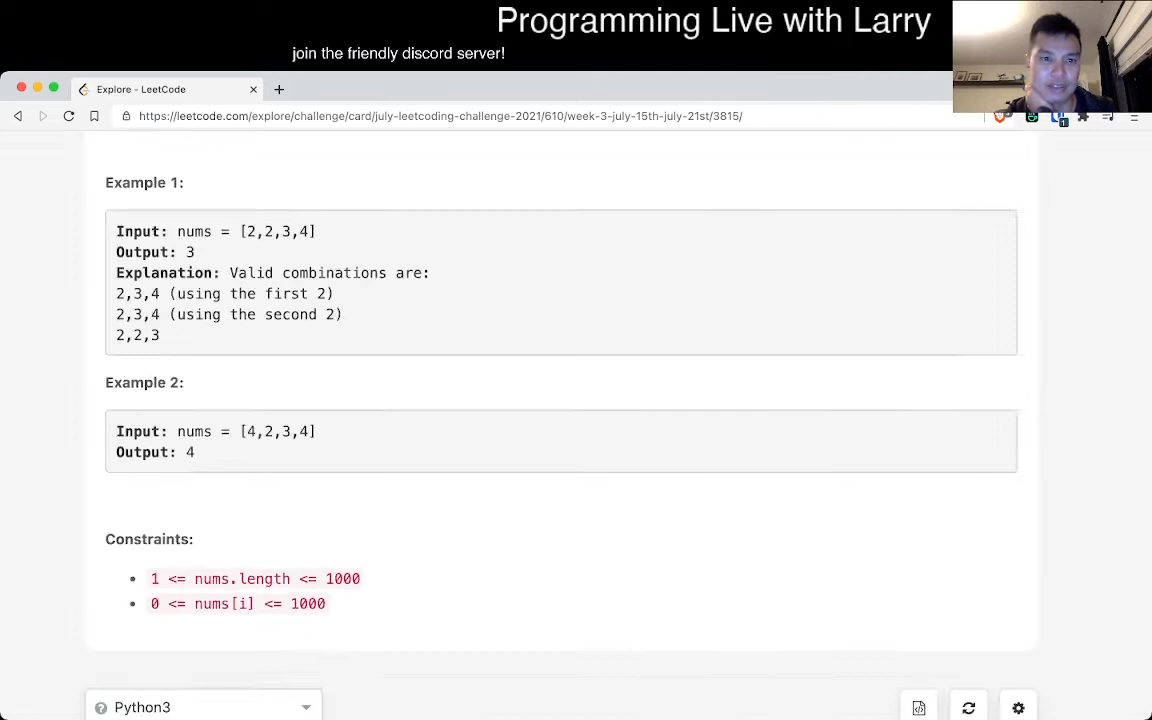 Programming Live with Larry
join the friendly discord server!
Explore - LeetCode
https://leetcode.com/explore/challenge/card/july-leetcoding-challenge-2021/610/week-3-july-15th-july-21st/3815/
Example 1:
Input: nums = [2,2,3,4]
Output: 3
Explanation: Valid combinations are:
2,3,4 (using the first 2)
2,3,4 (using the second 2)
2,2,3
Example 2:
Input: nums = [4,2,3,4]
Output: 4
Constraints:
1 <= nums.length <= 1000
0 <= nums[i] <= 1000
Python3